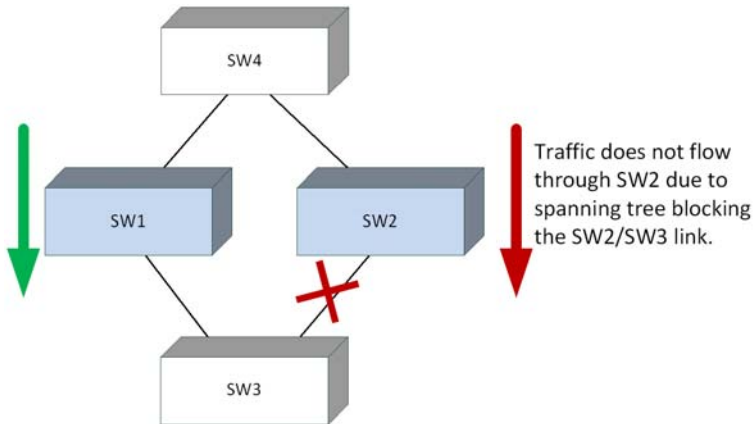 SW4
SW1
SW2
Traffic does not flow
through SW2 due to
spanning tree blocking
the SW2/SW3 link.
SW3